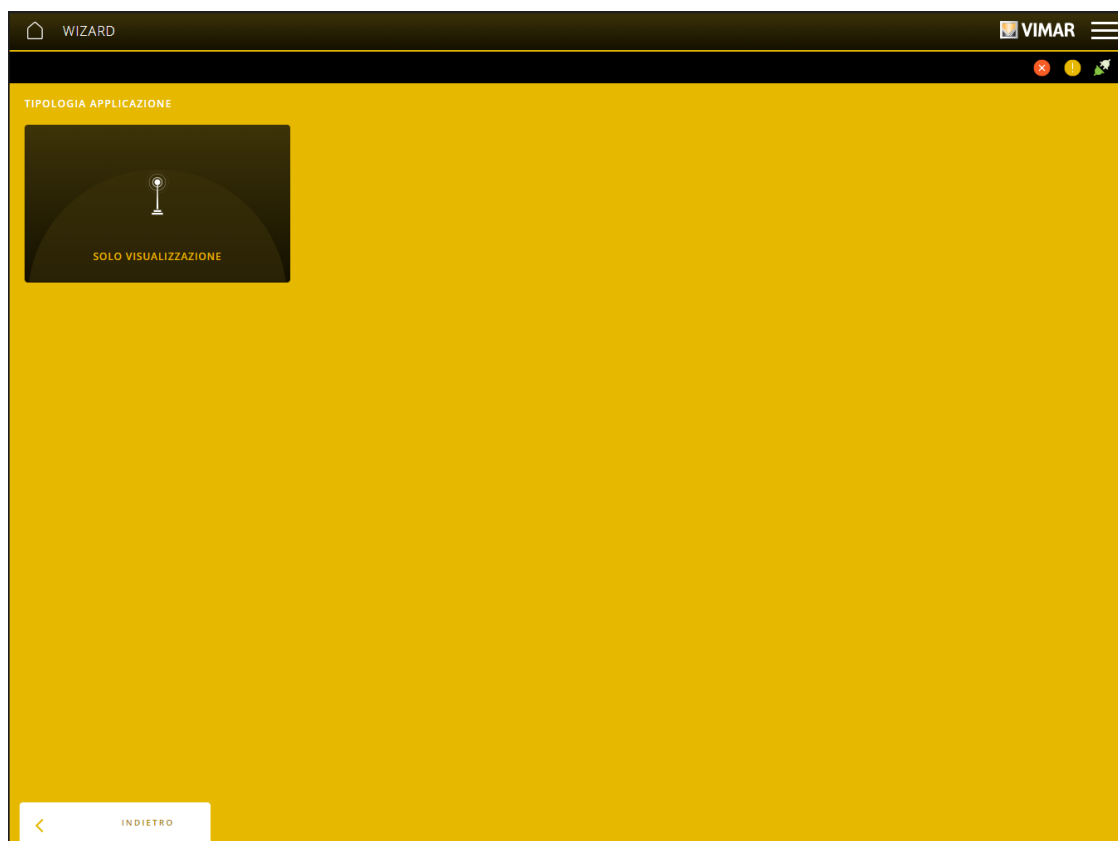 WIZARD
VIMAR
TIPOLOGIA APPLICAZIONE
SOLO VISUALIZZAZIONE
INDIETRO